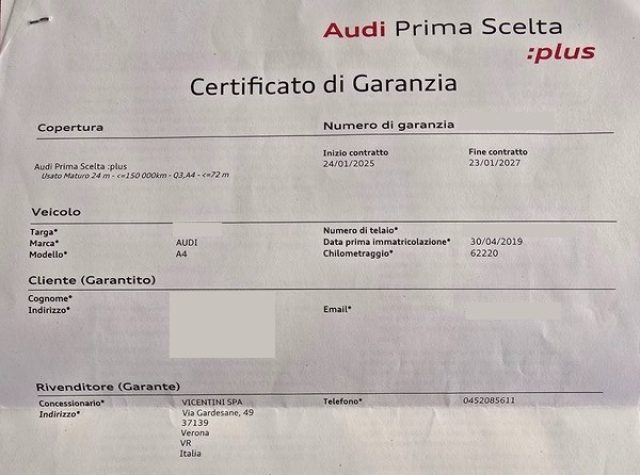 Audi Prima Scelta
:plus
Certificato di Garanzia
Copertura
Numero di garanzia
Inizio contratto Fine contratto
24/01/2025 23/01/2027
Audi Prima Scelta :plus
Usato Maturo 24 m - <=150 000km - Q3,A4 - <=72 m
Veicolo
Targa* Numero di telaio*
Marca* AUDI Data prima immatricolazione* 30/04/2019
Modello* A4 Chilometraggio* 62220
Cliente (Garantito)
Cognome*
Indirizzo* Email*
Rivenditore (Garante)
Concessionario* VICENTINI SPA Telefono* 0452085611
Indirizzo* Via Gardesane, 49
37139
Verona
VR
Italia